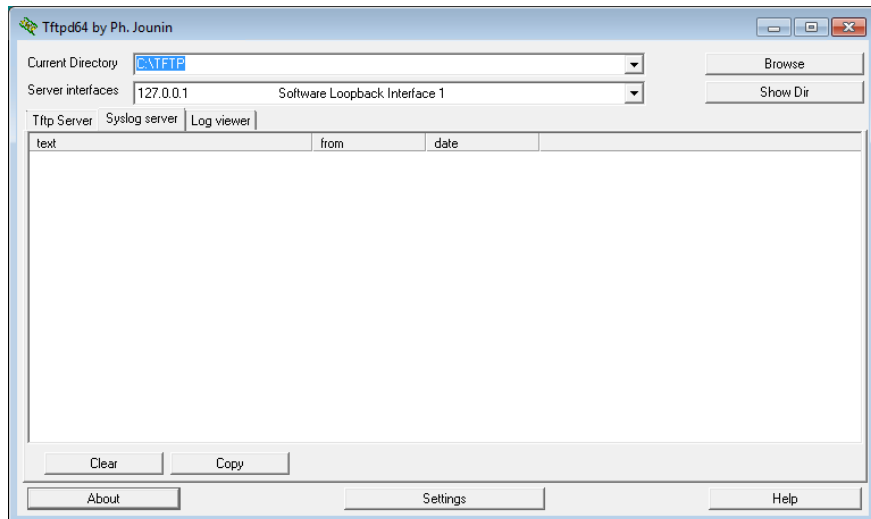 Tftpd64 by Ph. Jounin
Current Directory C:\TFTP Browse
Server interfaces 127.0.0.1 Software Loopback Interface 1 Show Dir
Tftp Server Syslog server Log viewer
text from date
Clear Copy
About Settings Help